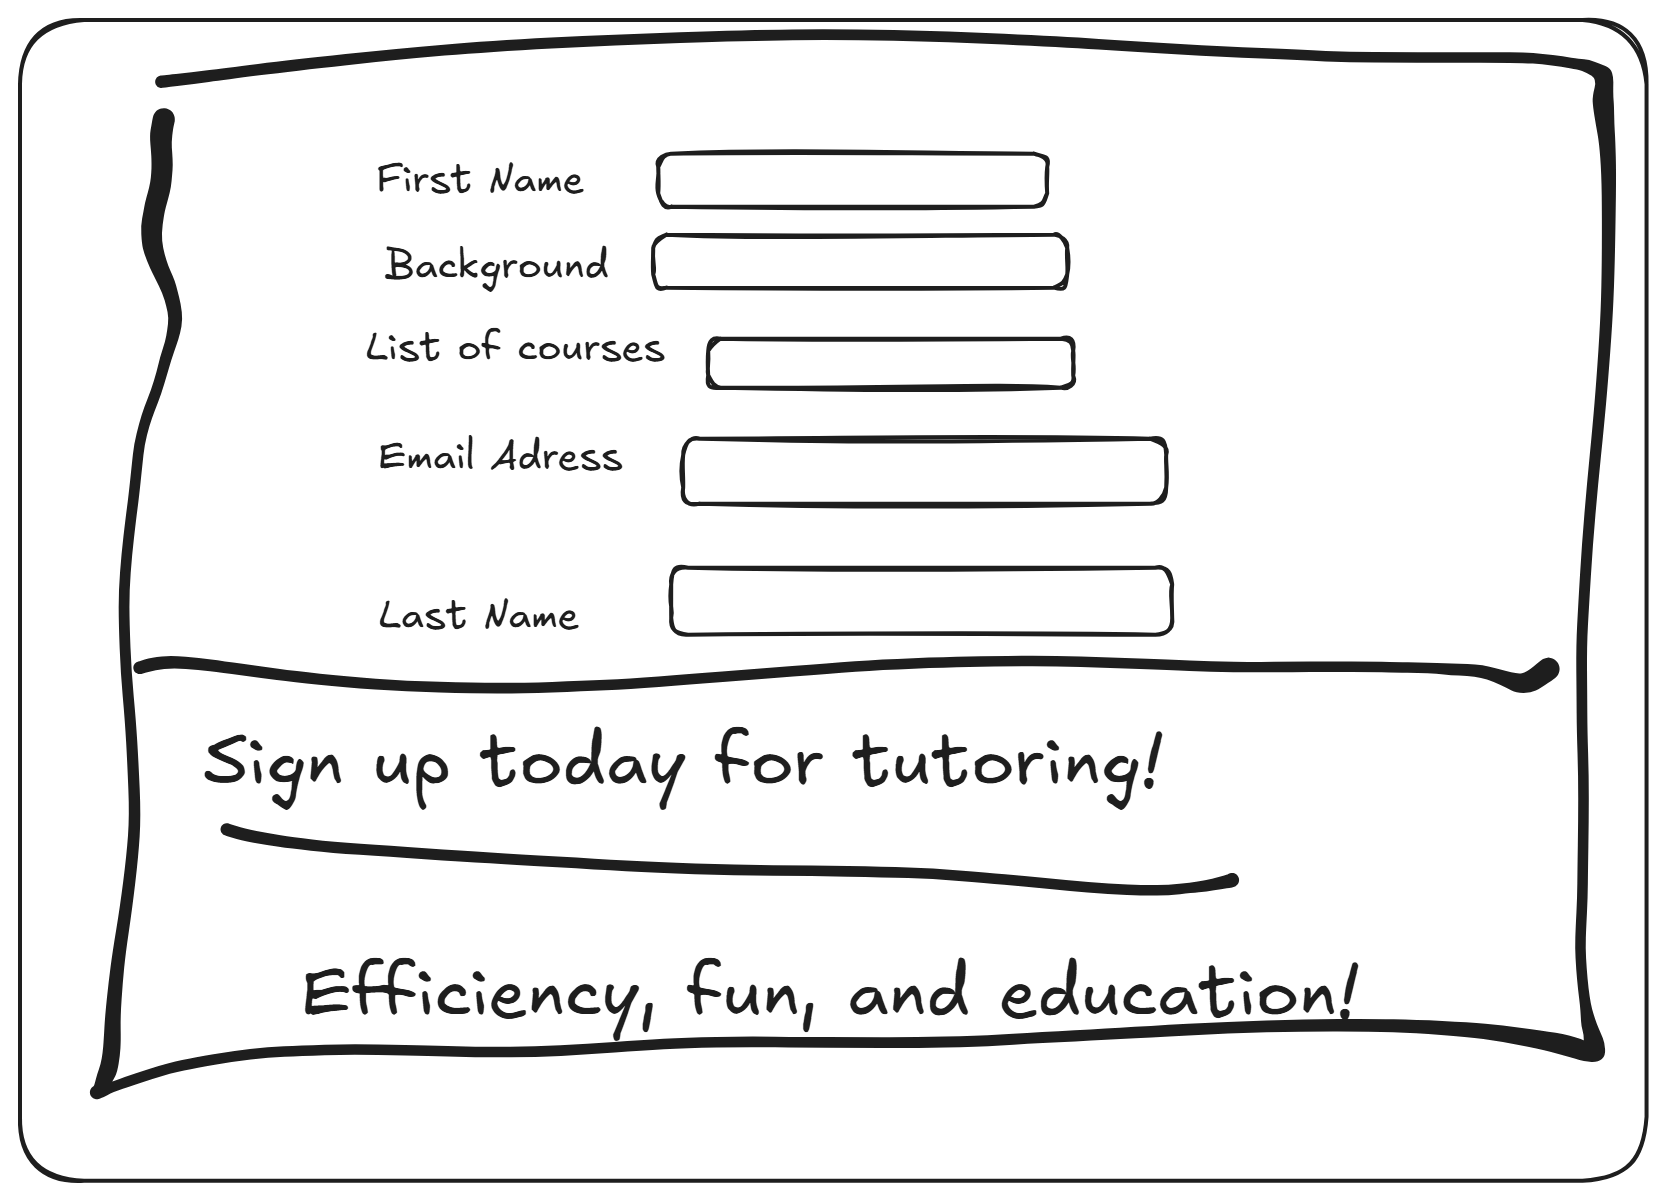 First Name
Background
List of courses
Email Adress
Last Name
Sign up today for tutoring!
Efficiency, fun, and education!